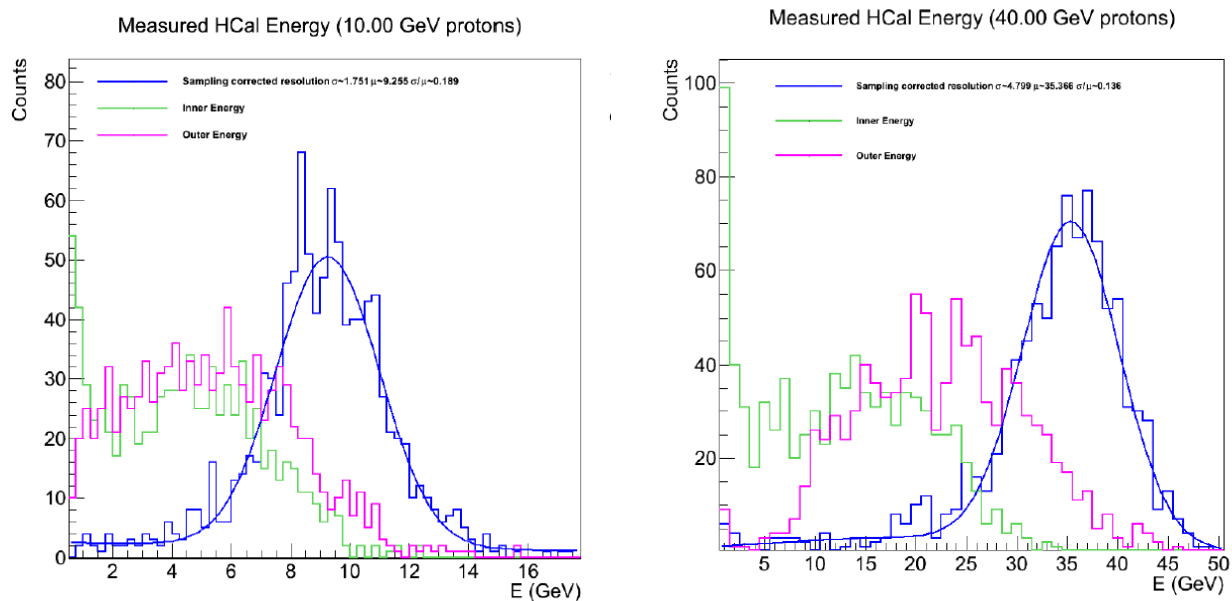 Measured HCal Energy (10.00 GeV protons)
Counts
80
70
60
50
40
30
20
10
0
Sampling corrected resolution σ~1.751 μ~9.255 σ/μ~0.189
Inner Energy
Outer Energy
2 4 6 8 10 12 14 16
E (GeV)
Measured HCal Energy (40.00 GeV protons)
Counts
100
80
60
40
20
Sampling corrected resolution σ~4.799 μ~35.366 σ/μ~0.136
Inner Energy
Outer Energy
5 10 15 20 25 30 35 40 45 50
E (GeV)